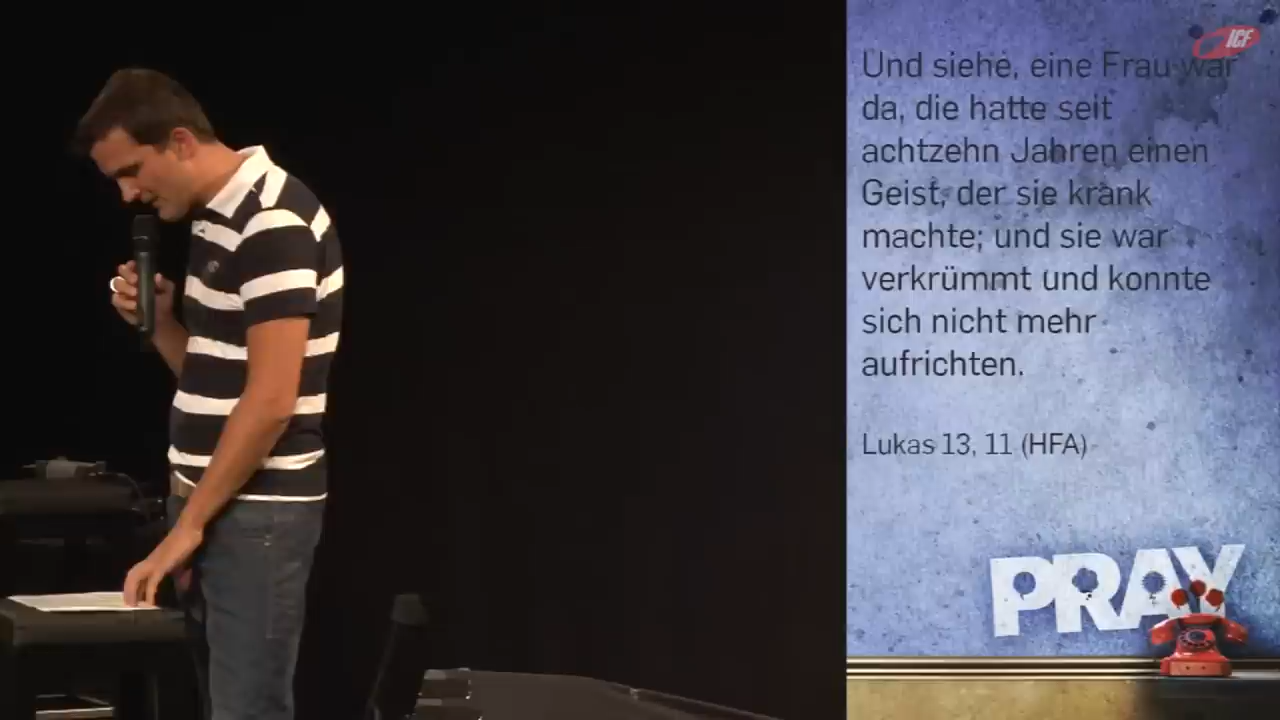 ICF
Und siehe, eine Frau war
da, die hatte seit
achtzehn Jahren einen
Geist, der sie krank
machte; und sie war
verkrümmt und konnte
sich nicht mehr
aufrichten.
Lukas 13, 11 (HFA)
PRAY